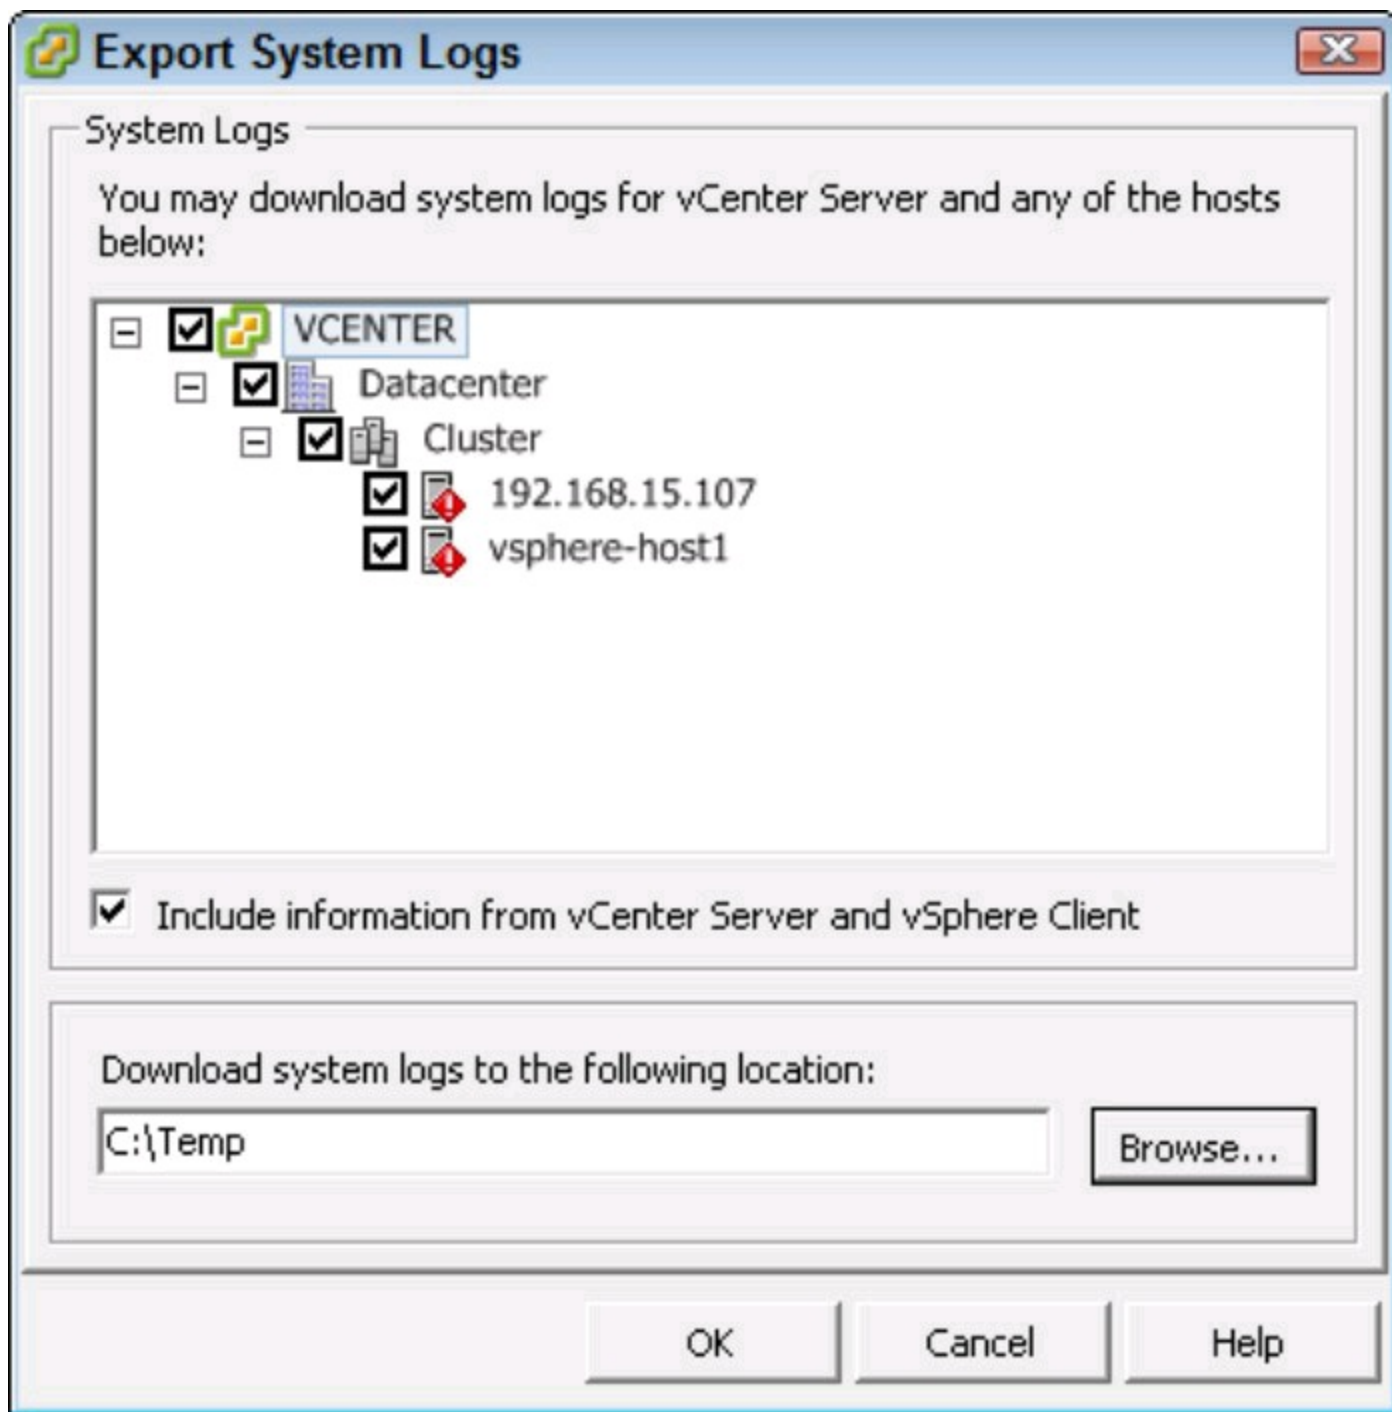 Export System Logs
System Logs
You may download system logs for vCenter Server and any of the hosts
below:
VCENTER
Datacenter
Cluster
192.168.15.107
vsphere-host1
Include information from vCenter Server and vSphere Client
Download system logs to the following location:
C:\Temp
Browse...
OK
Cancel
Help